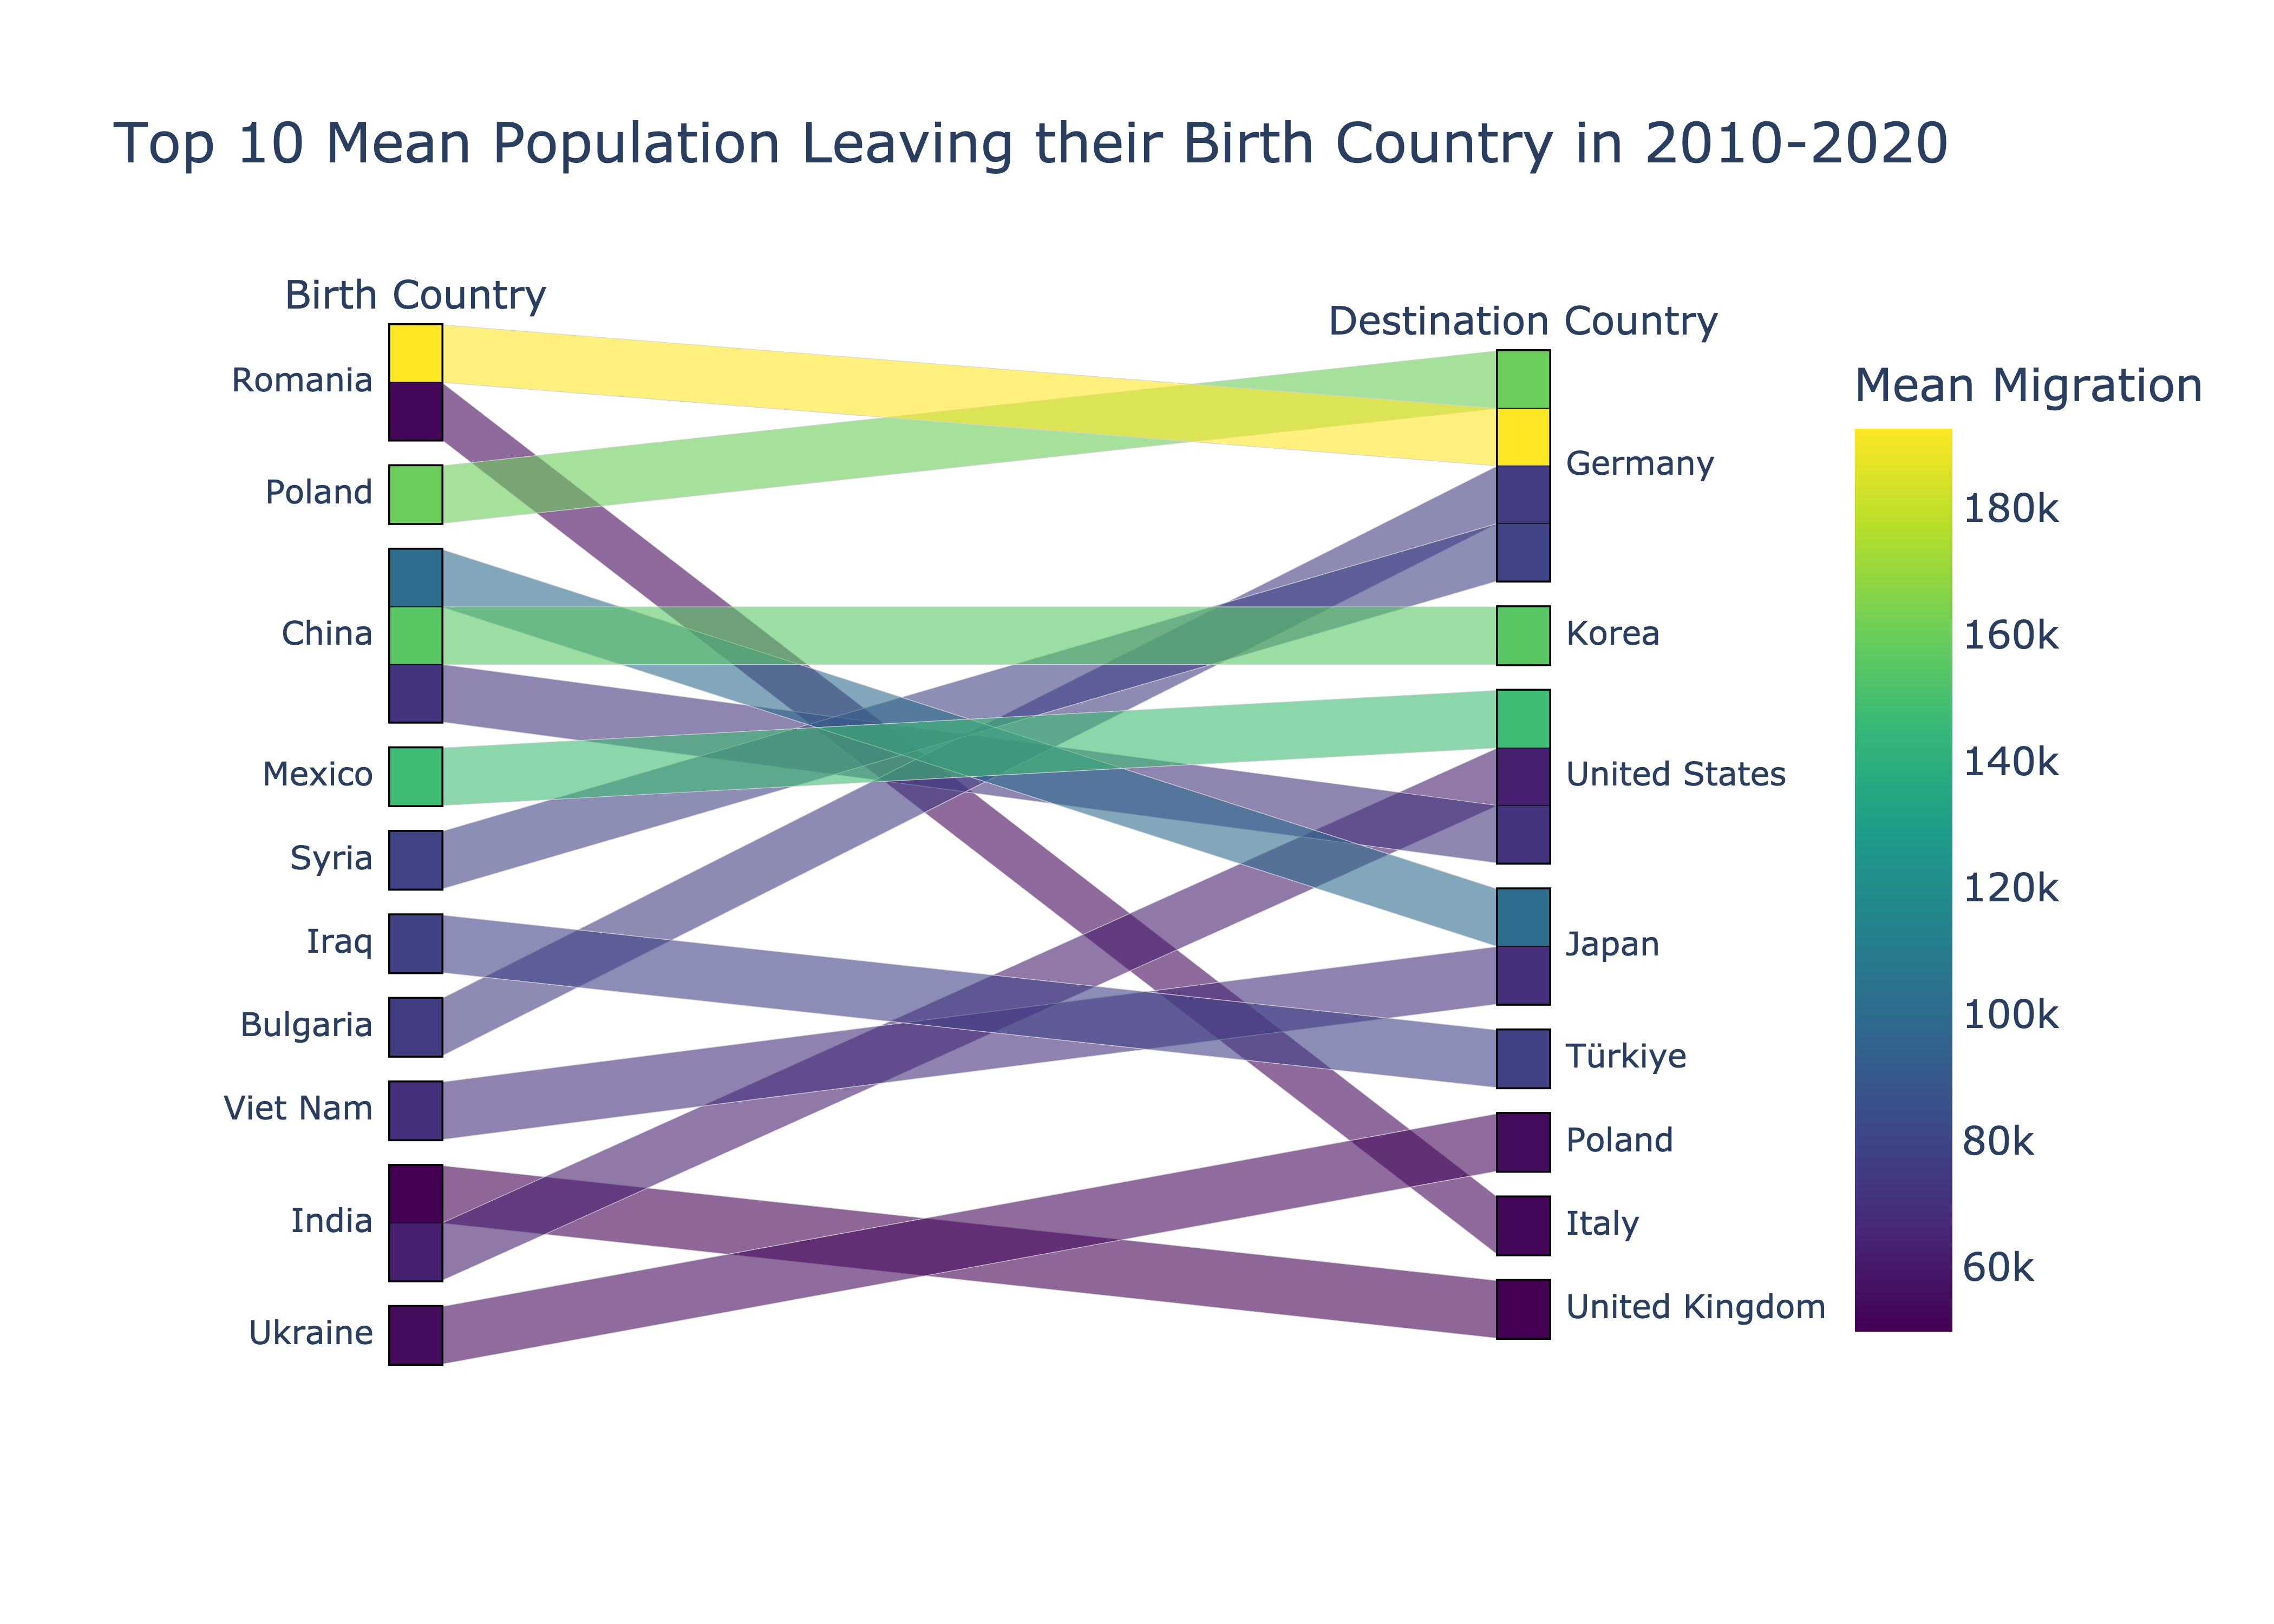 Top 10 Mean Population Leaving their Birth Country in 2010-2020
Birth Country
Romania
Poland
China
Mexico
Syria
Iraq
Bulgaria
Viet Nam
India
Ukraine
Destination Country
Germany
Korea
United States
Japan
Türkiye
Poland
Italy
United Kingdom
Mean Migration
180k
160k
140k
120k
100k
80k
60k